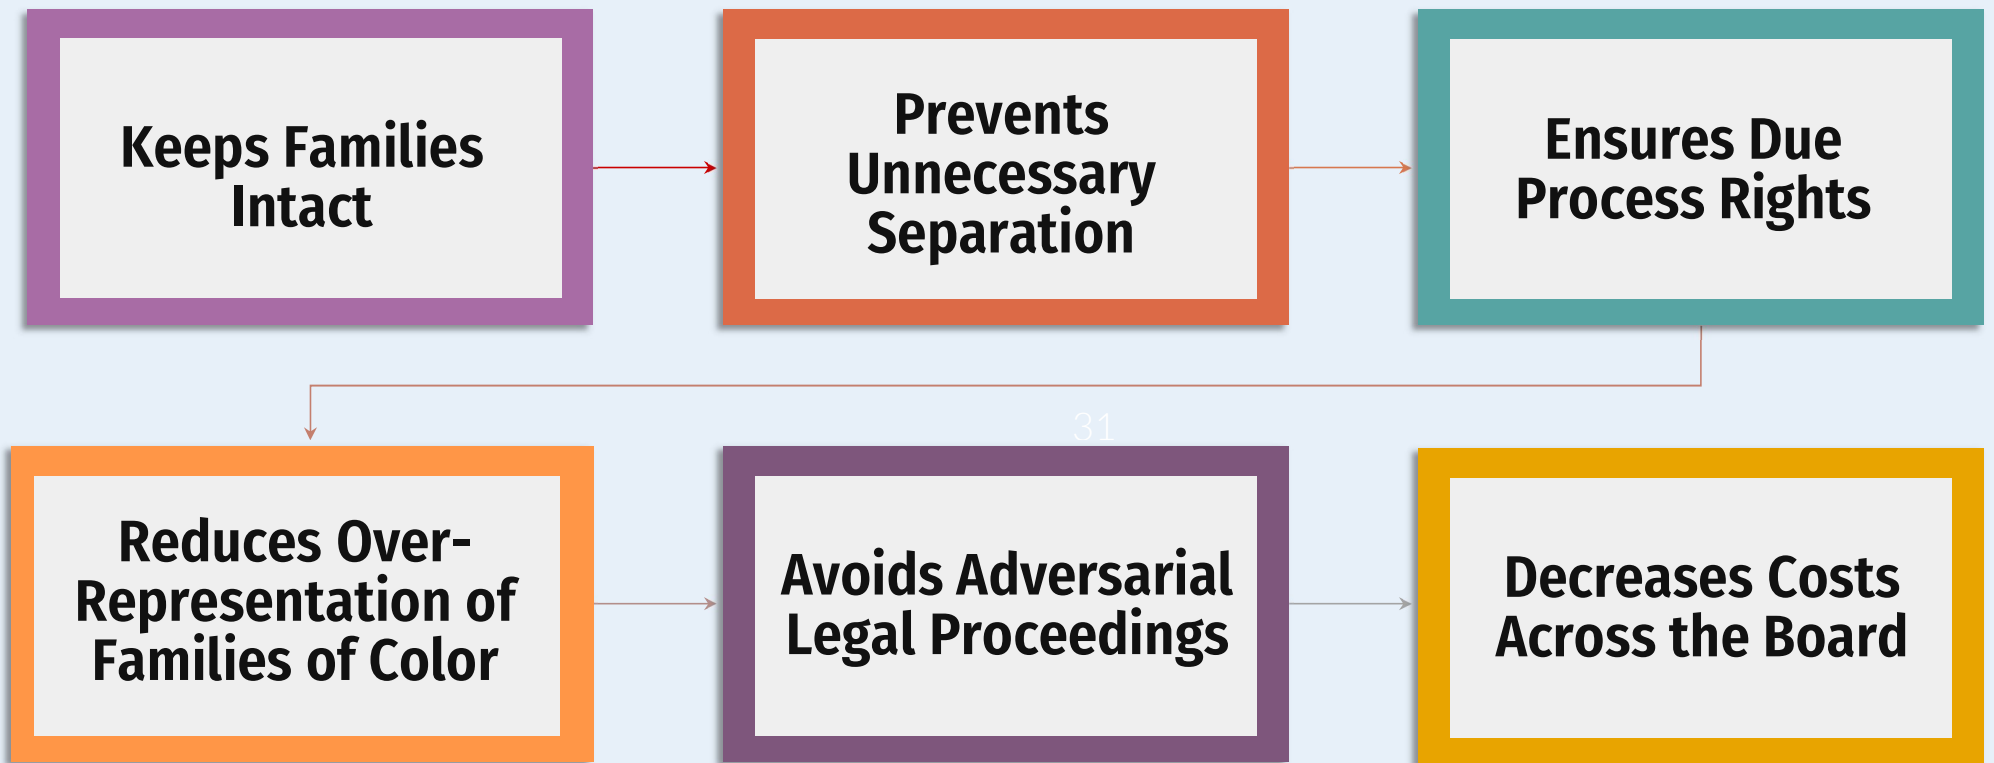 Keeps Families
Intact
Prevents
Unnecessary
Separation
Ensures Due
Process Rights
31
Reduces Over-
Representation of
Families of Color
Avoids Adversarial
Legal Proceedings
Decreases Costs
Across the Board